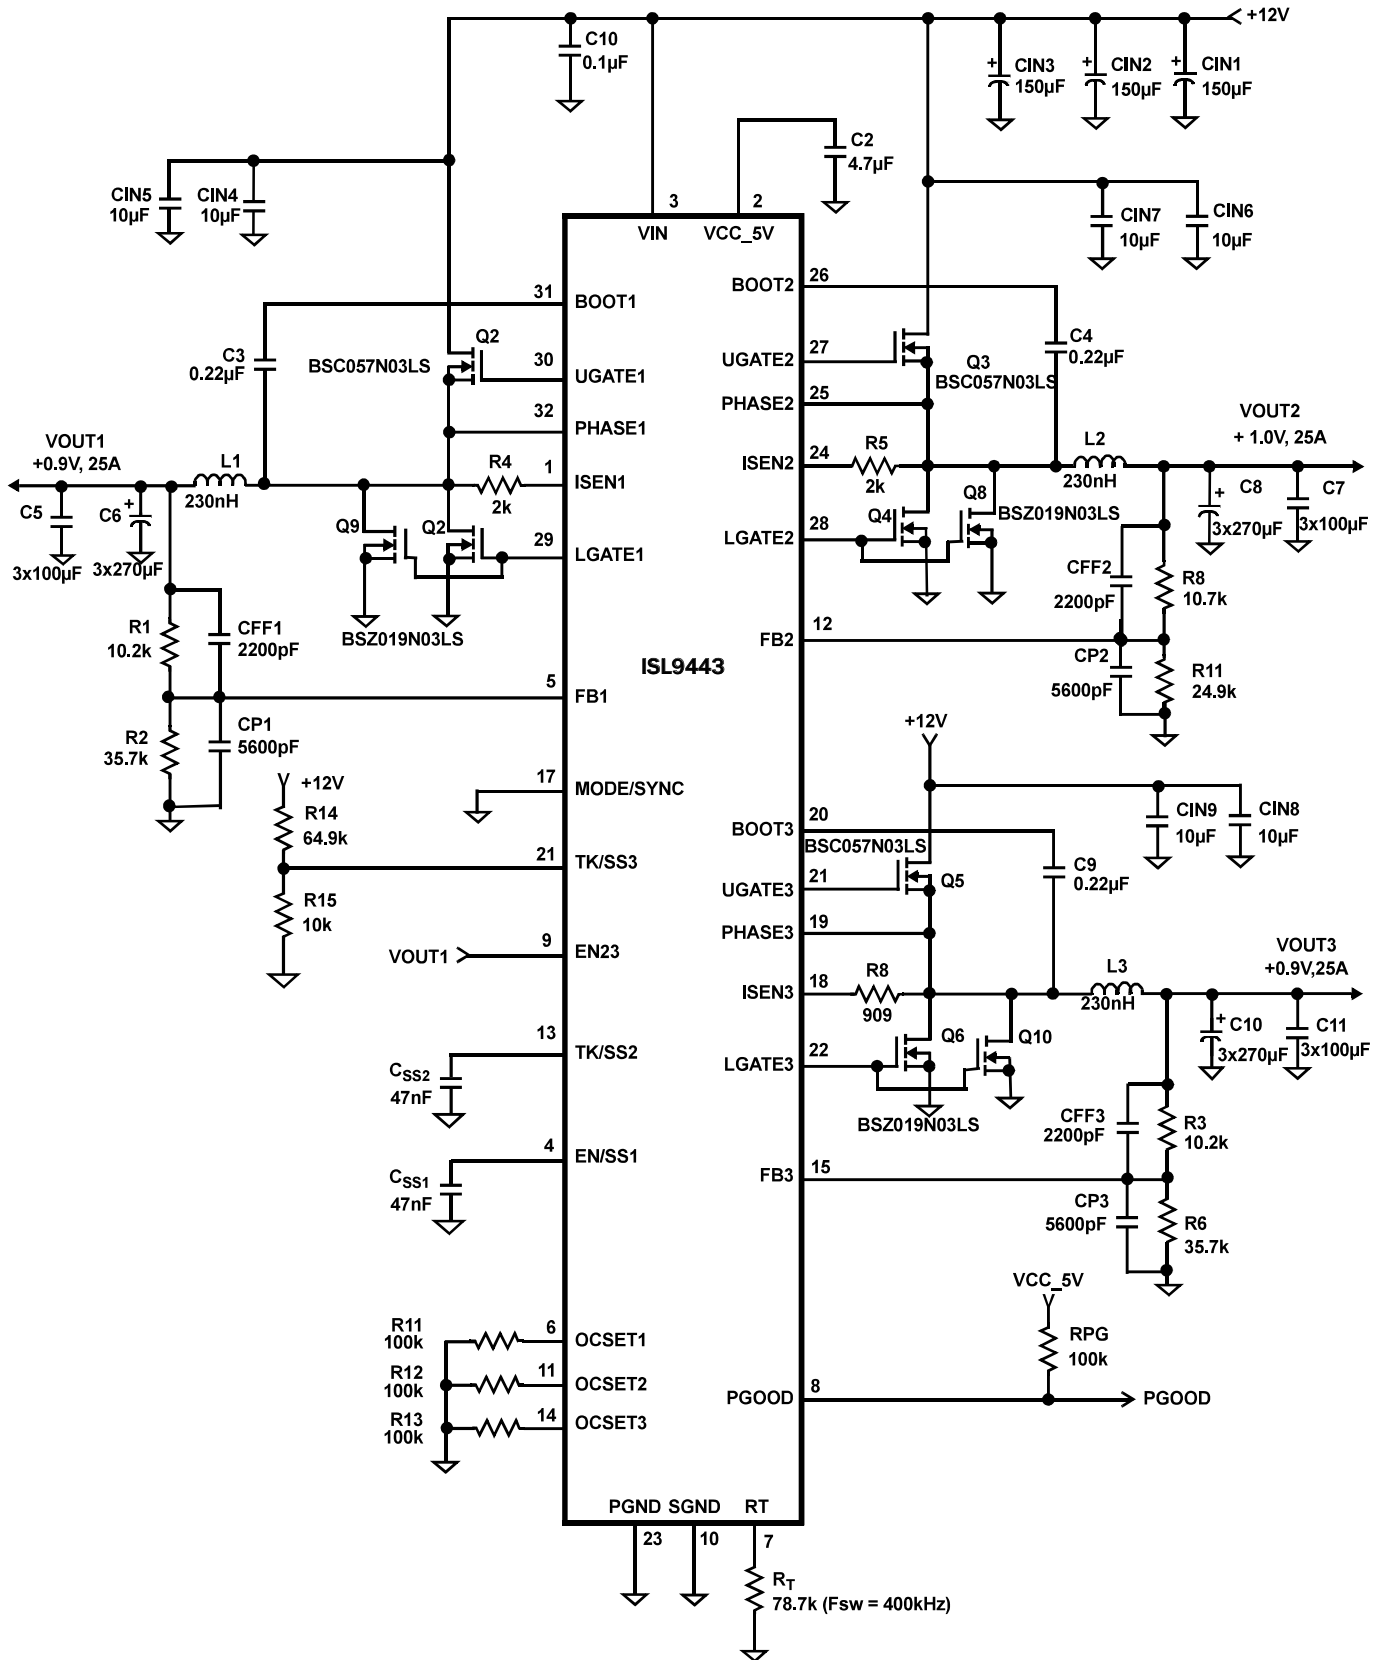 +12V
C10
0.1µF
CIN3
150µF
CIN2
150µF
CIN1
150µF
C2
4.7µF
CIN5
10µF
CIN4
10µF
3
2
VIN
VCC_5V
CIN7
10µF
CIN6
10µF
31
BOOT1
BOOT2
26
C3
0.22µF
Q2
BSC057N03LS
30
UGATE1
UGATE2
27
Q3
BSC057N03LS
C4
0.22µF
32
PHASE1
PHASE2
25
VOUT1
+0.9V, 25A
L1
230nH
R4
2k
1
ISEN1
ISEN2
24
R5
2k
L2
230nH
VOUT2
+ 1.0V, 25A
C5
3x100µF
C6
+
3x270µF
Q9
Q2
29
LGATE1
LGATE2
28
Q4
Q8
BSZ019N03LS
+
C8
3x270µF
C7
3x100µF
BSZ019N03LS
R1
10.2k
CFF1
2200pF
CFF2
2200pF
R8
10.7k
FB2
12
ISL9443
5
FB1
CP2
5600pF
R11
24.9k
R2
35.7k
CP1
5600pF
+12V
+12V
17
MODE/SYNC
R14
64.9k
BOOT3
20
CIN9
10µF
CIN8
10µF
21
TK/SS3
BSC057N03LS
UGATE3
21
Q5
C9
0.22µF
R15
10k
PHASE3
19
VOUT1
9
EN23
ISEN3
18
R8
909
L3
230nH
VOUT3
+0.9V,25A
13
TK/SS2
LGATE3
22
Q6
Q10
BSZ019N03LS
+
C10
3x270µF
C11
3x100µF
CSS2
47nF
CFF3
2200pF
R3
10.2k
4
EN/SS1
FB3
15
CSS1
47nF
CP3
5600pF
R6
35.7k
VCC_5V
RPG
100k
R11
100k
6
OCSET1
R12
100k
11
OCSET2
R13
100k
14
OCSET3
PGOOD
8
PGOOD
PGND
SGND
RT
23
10
7
RT
78.7k (Fsw = 400kHz)